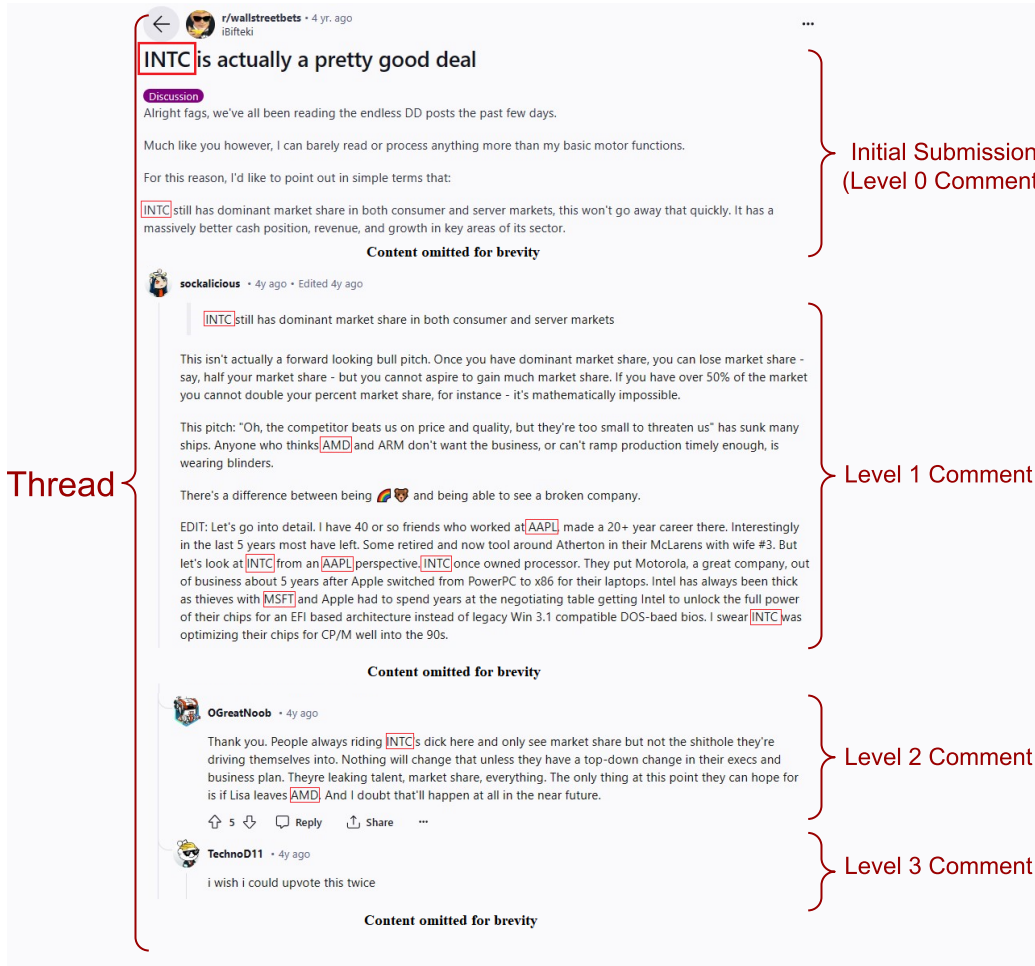 r/wallstreetbets • 4 yr. ago
iBifteki
INTC is actually a pretty good deal
Discussion
Alright fags, we've all been reading the endless DD posts the past few days.
Much like you however, I can barely read or process anything more than my basic motor functions.
For this reason, I'd like to point out in simple terms that:
INTC still has dominant market share in both consumer and server markets, this won't go away that quickly. It has a
massively better cash position, revenue, and growth in key areas of its sector.
Content omitted for brevity
Initial Submission
(Level 0 Comment
sockalicious • 4y ago • Edited 4y ago
INTC still has dominant market share in both consumer and server markets
This isn't actually a forward looking bull pitch. Once you have dominant market share, you can lose market share -
say, half your market share - but you cannot aspire to gain much market share. If you have over 50% of the market
you cannot double your percent market share, for instance - it's mathematically impossible.
This pitch: "Oh, the competitor beats us on price and quality, but they're too small to threaten us" has sunk many
ships. Anyone who thinks AMD and ARM don't want the business, or can't ramp production timely enough, is
wearing blinders.
There's a difference between being 🌈 🐻 and being able to see a broken company.
EDIT: Let's go into detail. I have 40 or so friends who worked at AAPL, made a 20+ year career there. Interestingly
in the last 5 years most have left. Some retired and now tool around Atherton in their McLarens with wife #3. But
let's look at INTC from an AAPL perspective. INTC once owned processor. They put Motorola, a great company, out
of business about 5 years after Apple switched from PowerPC to x86 for their laptops. Intel has always been thick
as thieves with MSFT and Apple had to spend years at the negotiating table getting Intel to unlock the full power
of their chips for an EFI based architecture instead of legacy Win 3.1 compatible DOS-baed bios. I swear INTC was
optimizing their chips for CP/M well into the 90s.
Level 1 Comment
Thread
Content omitted for brevity
OGreatNoob • 4y ago
Thank you. People always riding INTC's dick here and only see market share but not the shithole they're
driving themselves into. Nothing will change that unless they have a top-down change in their execs and
business plan. Theyre leaking talent, market share, everything. The only thing at this point they can hope for
is if Lisa leaves AMD. And I doubt that'll happen at all in the near future.
5 Reply Share
Level 2 Comment
TechnoD11 • 4y ago
i wish i could upvote this twice
Level 3 Comment
Content omitted for brevity